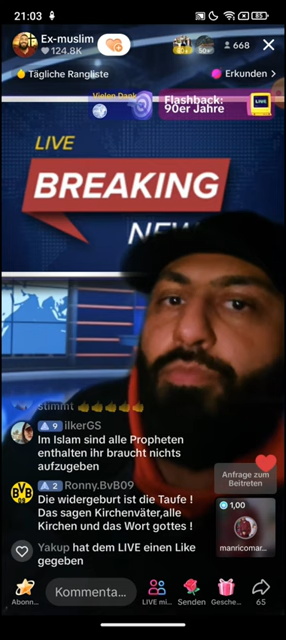 21:03
85
Ex-muslim
124.8K
50+
668
Tägliche Rangliste
Erkunden >
Vielen Dank
Flashback:
90er Jahre
LIVE
LIVE
BREAKING
NEW
stimmt 👍👍👍👍👍
9 ilkerGS
Im Islam sind alle Propheten
enthalten ihr braucht nichts
aufzugeben
2 Ronny.BvB09
Die widergeburt ist die Taufe !
Das sagen Kirchenväter,alle
Kirchen und das Wort gottes !
Yakup hat dem LIVE einen Like
gegeben
Anfrage zum
Beitreten
1,00
manricomar...
Abonn...
Kommenta...
LIVE mi...
Senden
Gesche...
65